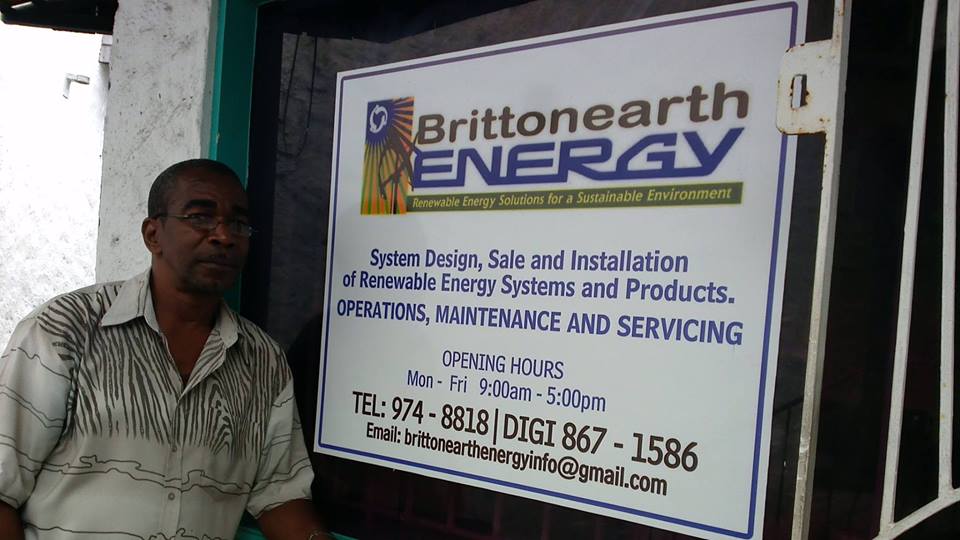 Brittonearth
ENERGY
Renewable Energy Solutions for a Sustainable Environment
System Design, Sale and Installation
of Renewable Energy Systems and Products.
OPERATIONS, MAINTENANCE AND SERVICING
OPENING HOURS
Mon - Fri 9:00am - 5:00pm
TEL: 974 - 8818 | DIGI 867 - 1586
Email: brittonearthenergyinfo@gmail.com